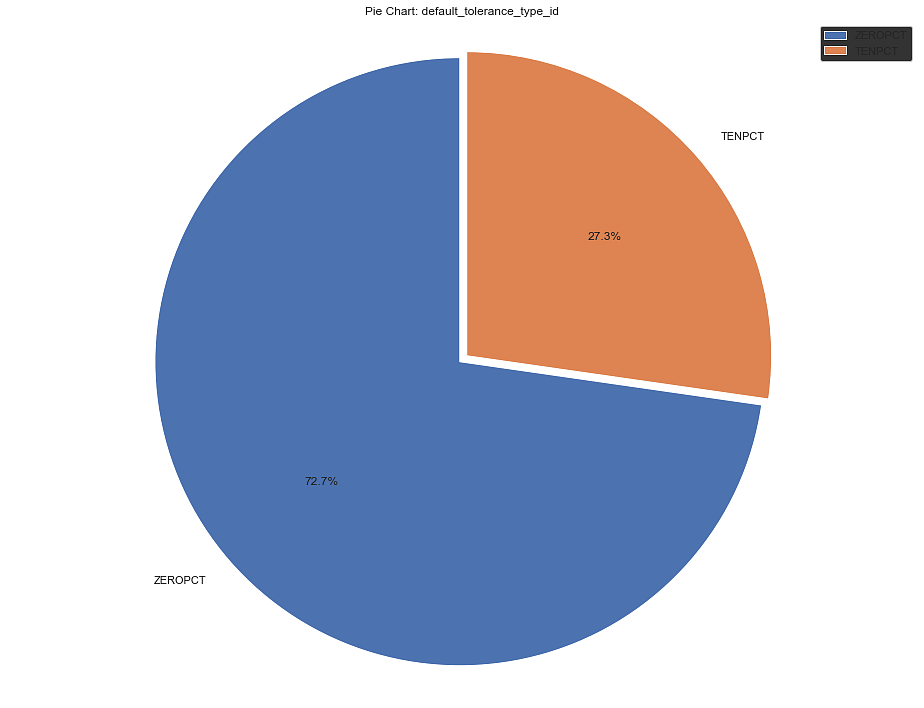 Pie Chart: default_tolerance_type_id
ZEROPCT
TENPCT
TENPCT
27.3%
72.7%
ZEROPCT